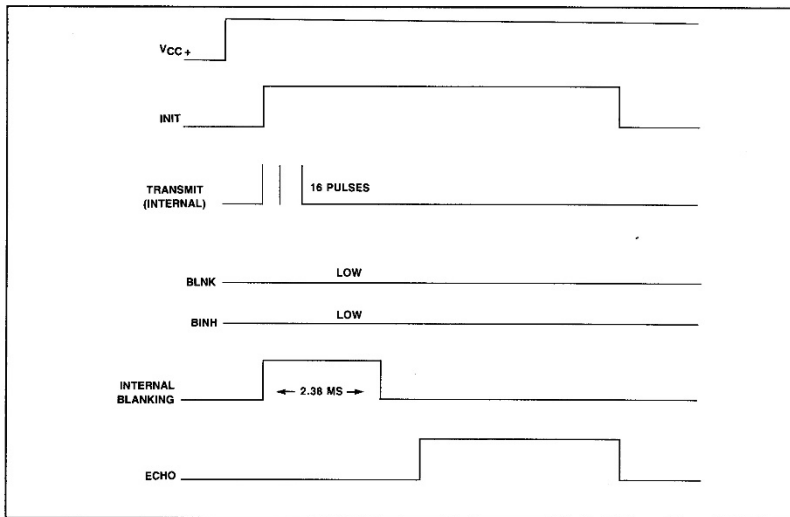 VCC+
INIT
TRANSMIT
(INTERNAL)
16 PULSES
BLNK
LOW
BINH
LOW
INTERNAL
BLANKING
2.38 MS
ECHO